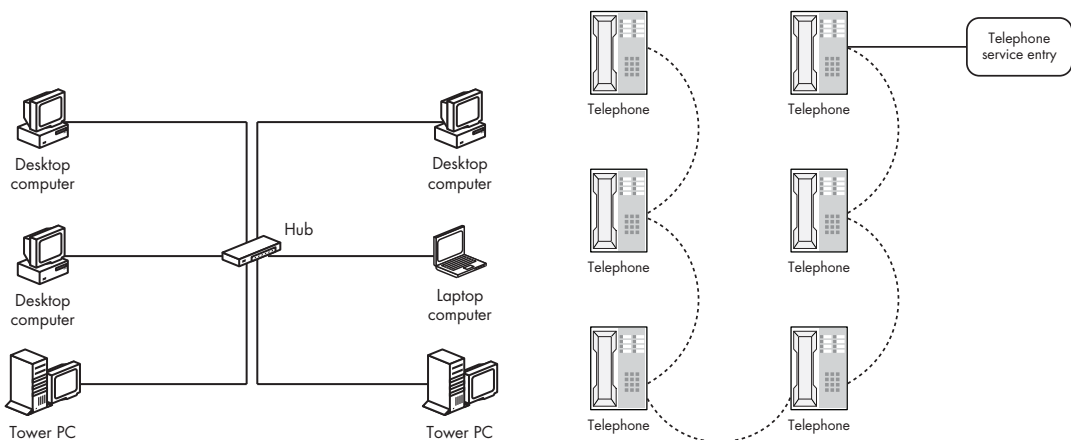 Telephone
service entry
Telephone
Telephone
Desktop
computer
Desktop
computer
Hub
Telephone
Telephone
Desktop
computer
Laptop
computer
Tower PC
Tower PC
Telephone
Telephone